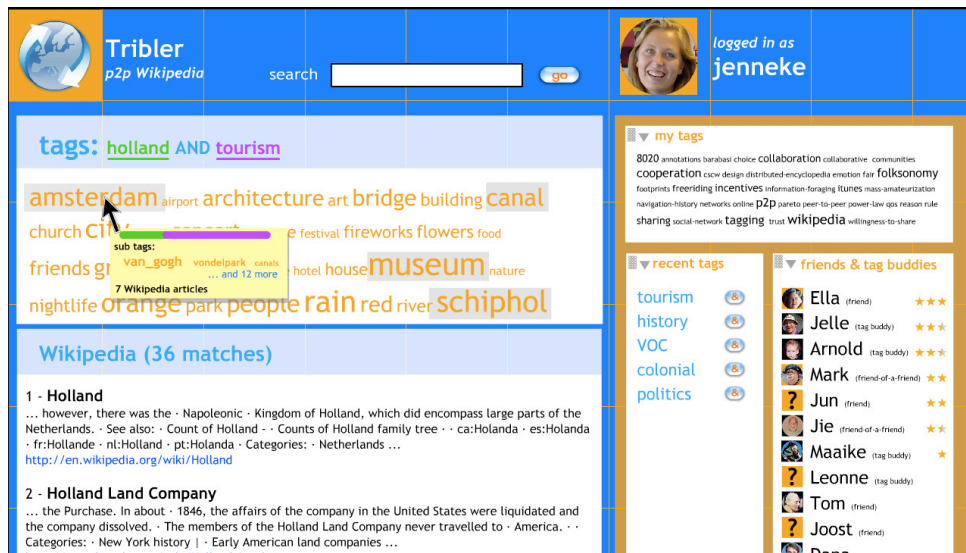 Tribler
p2p Wikipedia
search
go
logged in as
jenneke
tags: holland AND tourism
amsterdam airport architecture art bridge building canal
church festival fireworks flowers food
friends hotel house museum nature
nightlife orange park people rain red river schiphol
sub tags:
van_gogh vondelpark canals
... and 12 more
7 Wikipedia articles
Wikipedia (36 matches)
1 - Holland
... however, there was the · Napoleonic · Kingdom of Holland, which did encompass large parts of the
Netherlands. · See also: · Count of Holland - · Counts of Holland family tree · · ca:Holanda · es:Holanda
· fr:Hollande · nl:Holland · pt:Holanda · Categories: · Netherlands ...
http://en.wikipedia.org/wiki/Holland
2 - Holland Land Company
... the Purchase. In about · 1846, the affairs of the company in the United States were liquidated and
the company dissolved. · The members of the Holland Land Company never travelled to · America. · ·
Categories: · New York history | · Early American land companies ...
my tags
8020 annotations barabasi choice collaboration collaborative communities
cooperation cscw design distributed-encyclopedia emotion fair folksonomy
footprints freeriding incentives information-foraging itunes mass-amateurization
navigation-history networks online p2p pareto peer-to-peer power-law qos reason rule
sharing social-network tagging trust wikipedia willingness-to-share
recent tags
tourism &
history &
VOC &
colonial &
politics &
friends & tag buddies
Ella (friend)
Jelle (tag buddy)
Arnold (tag buddy)
Mark (friend-of-a-friend)
? Jun (friend)
Jie (friend-of-a-friend)
Maaike (tag buddy)
? Leonne (tag buddy)
Tom (friend)
? Joost (friend)